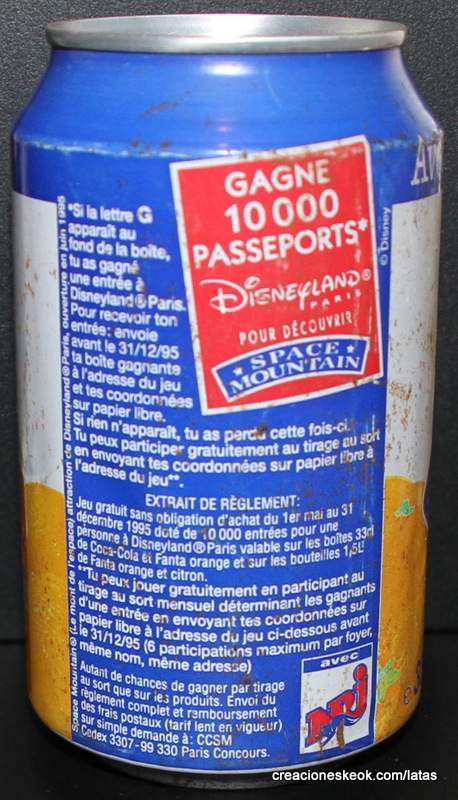 GAGNE
10 000
PASSEPORTS*
DISNEYLAND®
PARIS
POUR DÉCOUVRIR
SPACE
MOUNTAIN
© Disney
*Si la lettre G
apparaît au
fond de la boîte,
tu as gagné
une entrée à
Disneyland® Paris.
Pour recevoir ton
entrée: envoie
avant le 31/12/95
ta boîte gagnante
à l'adresse du jeu
et tes coordonnées
sur papier libre.
Si rien n'apparaît, tu as perdu cette fois-ci.
Tu peux participer gratuitement au tirage au sort
en envoyant tes coordonnées sur papier libre à
l'adresse du jeu**.
EXTRAIT DE RÈGLEMENT:
Jeu gratuit sans obligation d'achat du 1er mai au 31
décembre 1995 doté de 10 000 entrées pour une
personne à Disneyland® Paris valable sur les boîtes 33cl
de Coca-Cola et Fanta orange et sur les bouteilles 1,5L
de Fanta orange et citron.
**Tu peux jouer gratuitement en participant au
tirage au sort mensuel déterminant les gagnants
d'une entrée en envoyant tes coordonnées sur
papier libre à l'adresse du jeu ci-dessous avant
le 31/12/95 (6 participations maximum par foyer,
même nom, même adresse)
Autant de chances de gagner par tirage
au sort que sur les produits. Envoi du
règlement complet et remboursement
des frais postaux (tarif lent en vigueur)
sur simple demande à: CCSM
Cedex 3307 - 99 330 Paris Concours.
avec
NRJ
Space Mountain® (Le mont de l'espace) attraction de Disneyland® Paris, ouverture en juin 1995
creacioneskeok.com/latas